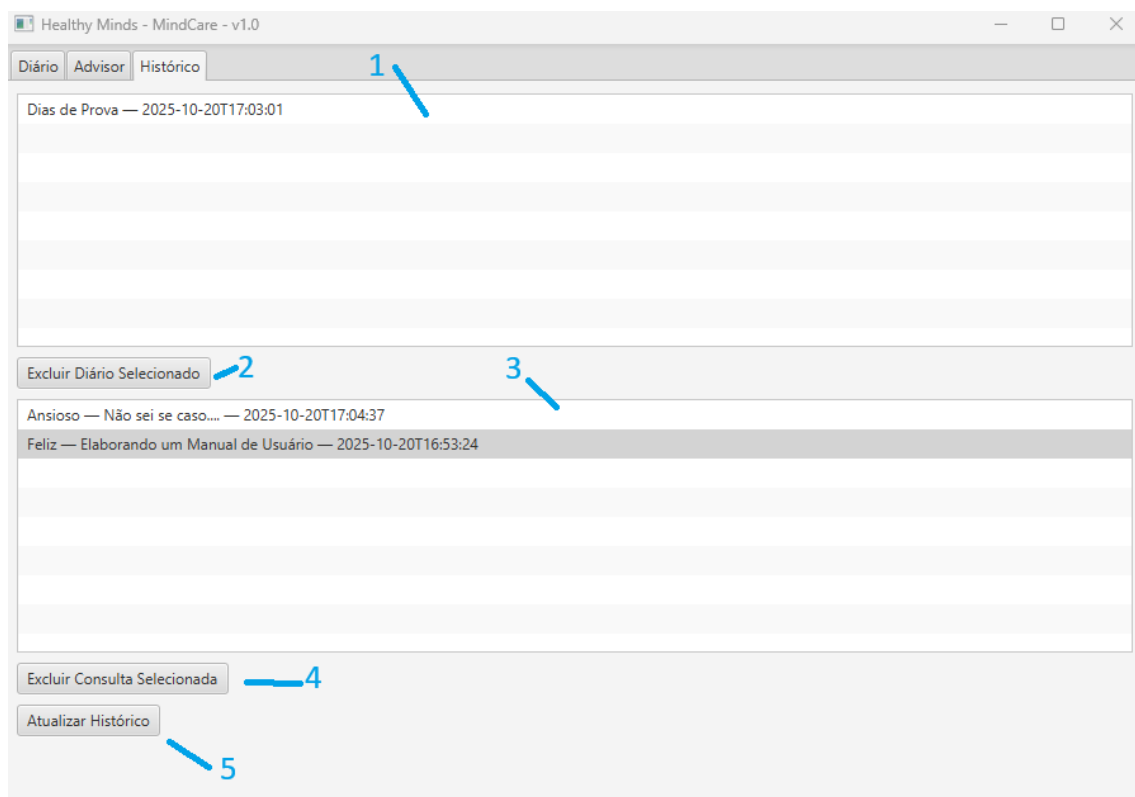 Healthy Minds - MindCare - v1.0
Diário Advisor Histórico
1
Dias de Prova — 2025-10-20T17:03:01
Excluir Diário Selecionado 2
3
Ansioso — Não sei se caso.... — 2025-10-20T17:04:37
Feliz — Elaborando um Manual de Usuário — 2025-10-20T16:53:24
Excluir Consulta Selecionada 4
Atualizar Histórico
5